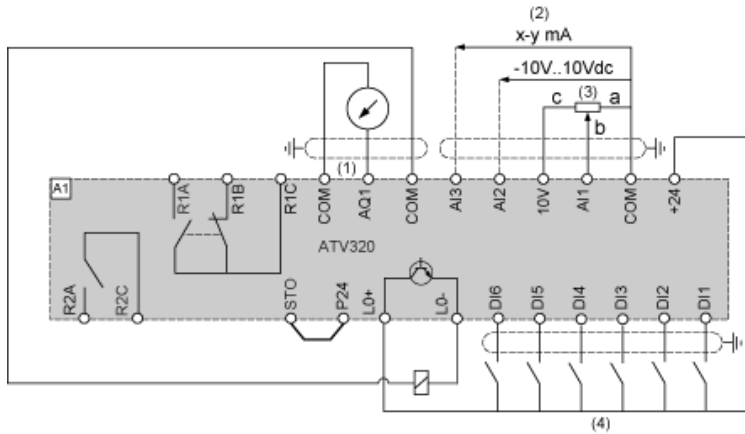 (2)
x-y mA
-10V..10Vdc
c
(3)
a
b
(1)
A1
R1A
R1B
R1C
COM
AQ1
COM
AI3
AI2
10V
AI1
COM
+24
ATV320
R2A
R2C
STO
P24
L0+
L0-
DI6
DI5
DI4
DI3
DI2
DI1
(4)